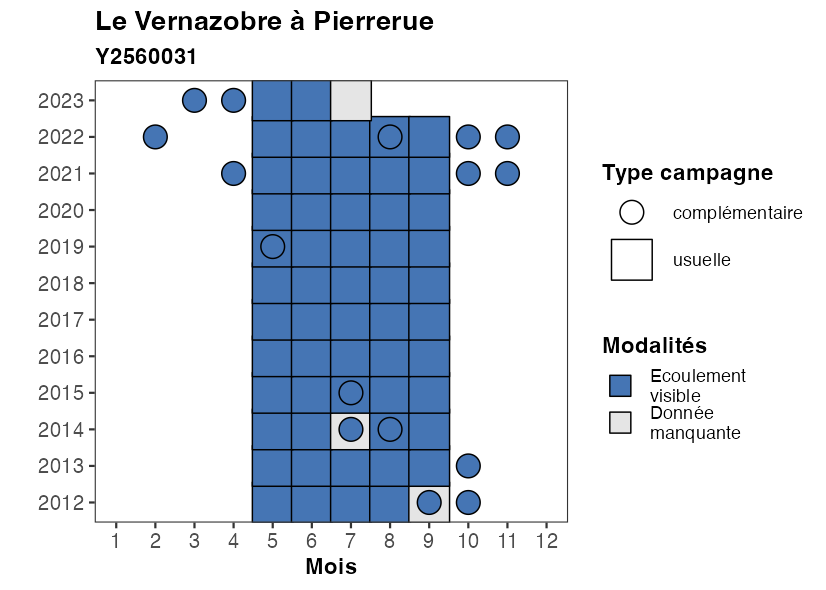 Le Vernazobre à Pierrerue
Y2560031
2023
2022
2021
2020
2019
2018
2017
2016
2015
2014
2013
2012
1 2 3 4 5 6 7 8 9 10 11 12
Mois
Type campagne
complémentaire
usuelle
Modalités
Ecoulement
visible
Donnée
manquante